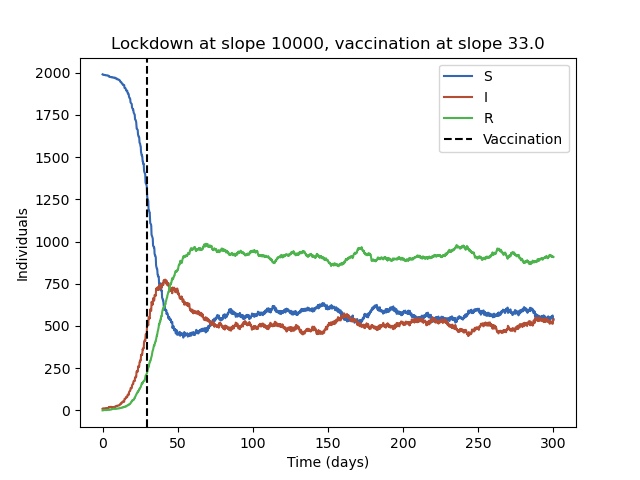 Lockdown at slope 10000, vaccination at slope 33.0
S
I
R
Vaccination
Individuals
2000
1750
1500
1250
1000
750
500
250
0
0 50 100 150 200 250 300
Time (days)